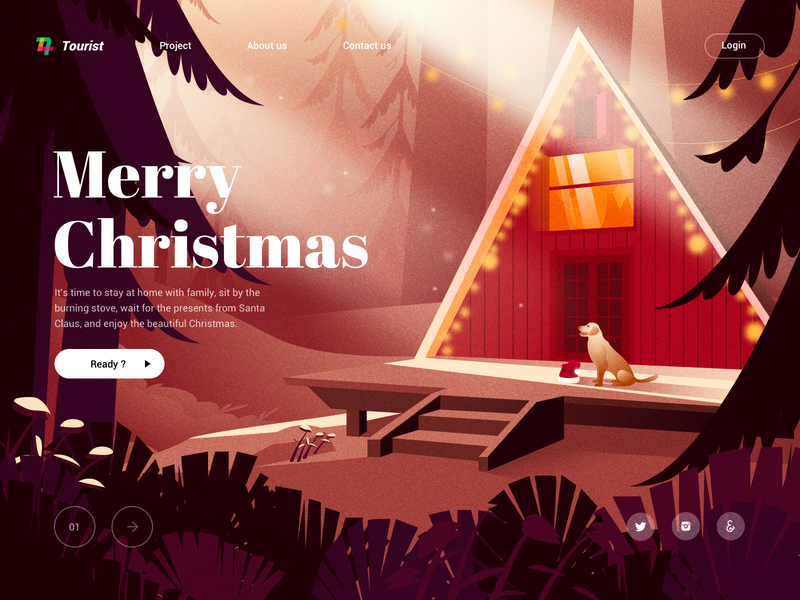 Tourist
Project
About us
Contact us
Login
Merry
Christmas
It's time to stay at home with family, sit by the
burning stove, wait for the presents from Santa
Claus, and enjoy the beautiful Christmas.
Ready ?
01